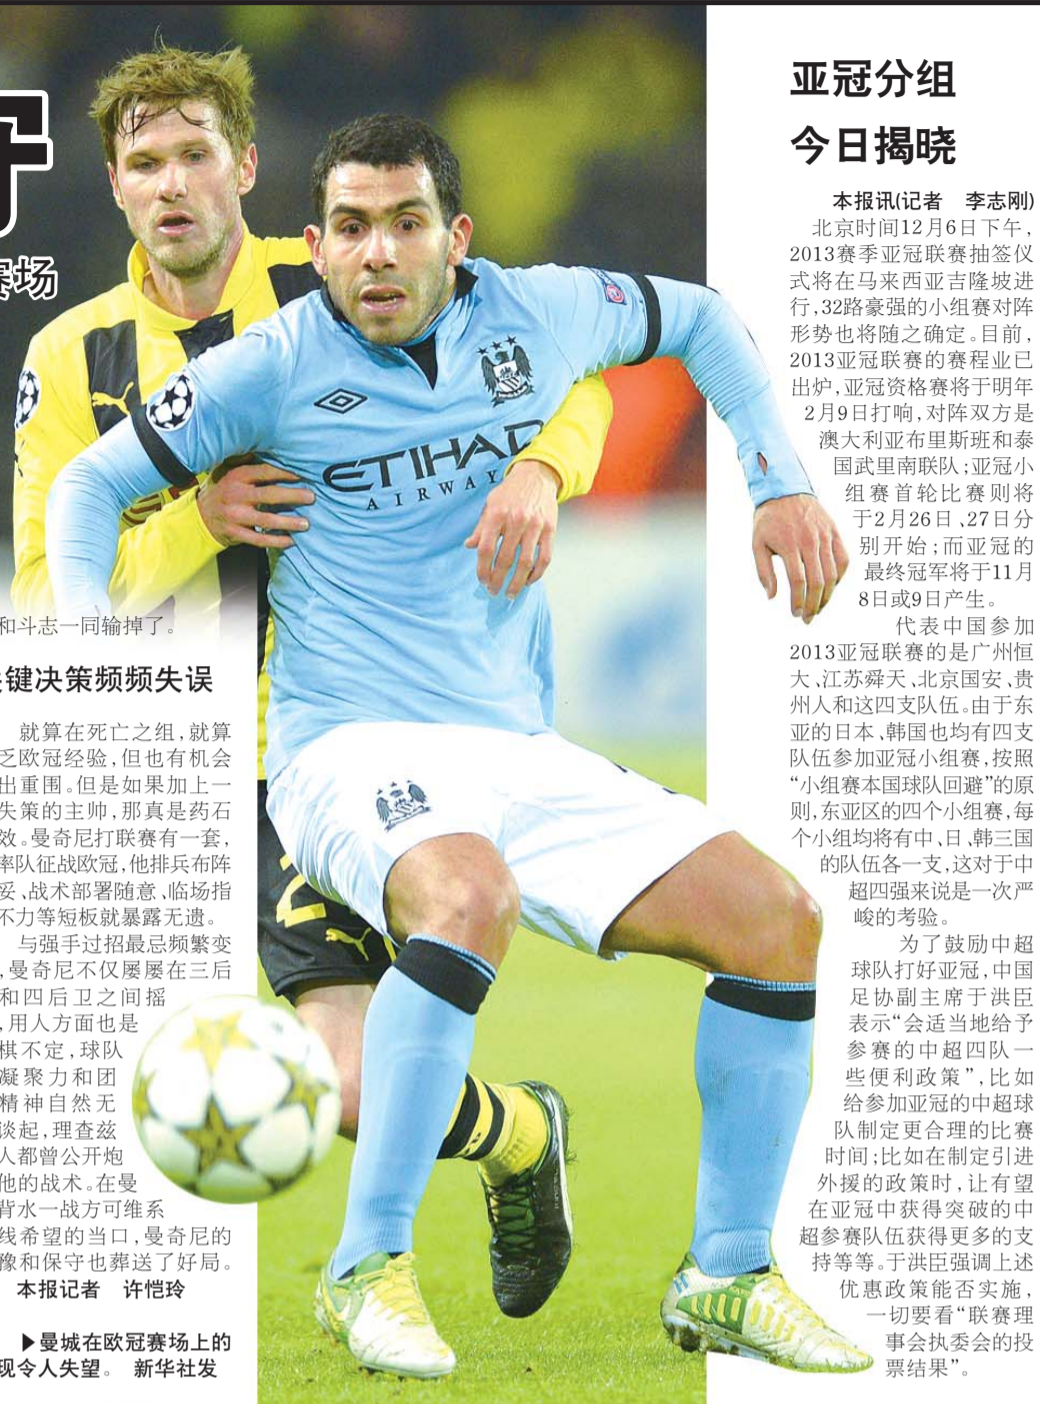 赛场
和斗志一同输掉了。
键决策频频失误
就算在死亡之组,就算
乏欧冠经验,但也有机会
出重围。但是如果加上一
失策的主帅,那真是药石
效。曼奇尼打联赛有一套,
率队征战欧冠,他排兵布阵
妥、战术部署随意、临场指
不力等短板就暴露无遗。
与强手过招最忌频繁变
,曼奇尼不仅屡屡在三后
和四后卫之间摇
,用人方面也是
棋不定,球队
凝聚力和团
精神自然无
谈起,理查兹
人都曾公开炮
他的战术。在曼
背水一战方可维系
线希望的当口,曼奇尼的
豫和保守也葬送了好局。
本报记者 许恺玲
▶曼城在欧冠赛场上的
现令人失望。 新华社发
ETIHAD
AIRWAY
亚冠分组
今日揭晓
本报讯(记者 李志刚)
北京时间12月6日下午,
2013赛季亚冠联赛抽签仪
式将在马来西亚吉隆坡进
行,32路豪强的小组赛对阵
形势也将随之确定。目前,
2013亚冠联赛的赛程业已
出炉,亚冠资格赛将于明年
2月9日打响,对阵双方是
澳大利亚布里斯班和泰
国武里南联队;亚冠小
组赛首轮比赛则将
于2月26日、27日分
别开始;而亚冠的
最终冠军将于11月
8日或9日产生。
代表中国参加
2013亚冠联赛的是广州恒
大、江苏舜天、北京国安、贵
州人和这四支队伍。由于东
亚的日本、韩国也均有四支
队伍参加亚冠小组赛,按照
“小组赛本国球队回避”的原
则,东亚区的四个小组赛,每
个小组均将有中、日、韩三国
的队伍各一支,这对于中
超四强来说是一次严
峻的考验。
为了鼓励中超
球队打好亚冠,中国
足协副主席于洪臣
表示“会适当地给予
参赛的中超四队一
些便利政策”,比如
给参加亚冠的中超球
队制定更合理的比赛
时间;比如在制定引进
外援的政策时,让有望
在亚冠中获得突破的中
超参赛队伍获得更多的支
持等等。于洪臣强调上述
优惠政策能否实施,
一切要看“联赛理
事会执委会的投
票结果”。